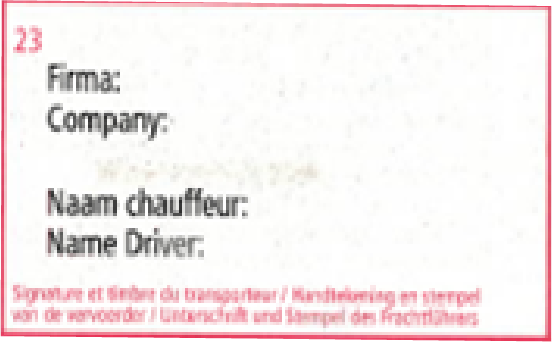 23
Firma:
Company:
Naam chauffeur:
Name Driver:
Signature et timbre du transporteur / Handtekening en stempel
van de vervoerder / Unterschrift und Stempel des Frachtführers